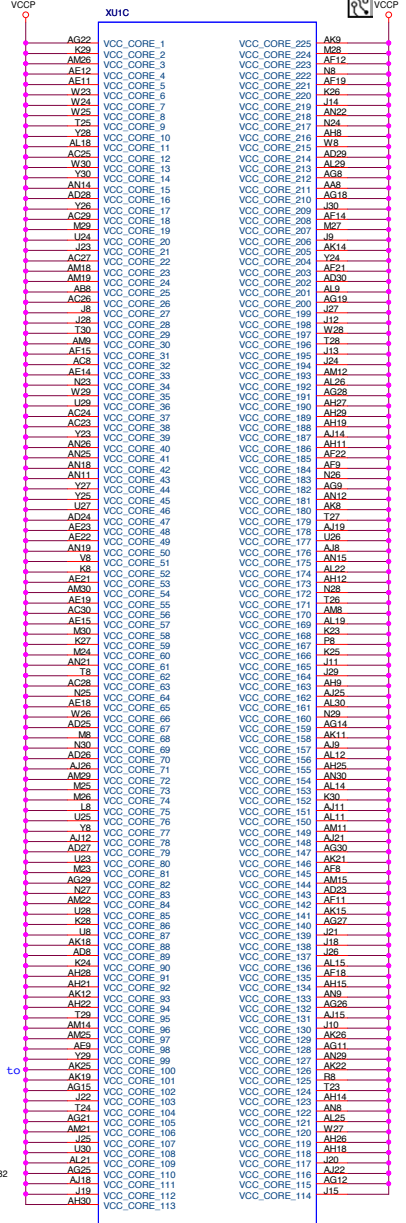 VCCP VCCP
XU1C
AG22 VCC_CORE_1 VCC_CORE_225 AK9
K29 VCC_CORE_2 VCC_CORE_224 M28
AM26 VCC_CORE_3 VCC_CORE_223 AF12
AE12 VCC_CORE_4 VCC_CORE_222 N8
AE11 VCC_CORE_5 VCC_CORE_221 AF19
W23 VCC_CORE_6 VCC_CORE_220 K26
W24 VCC_CORE_7 VCC_CORE_219 J14
W25 VCC_CORE_8 VCC_CORE_218 AN22
T25 VCC_CORE_9 VCC_CORE_217 N24
Y28 VCC_CORE_10 VCC_CORE_216 AH8
AL18 VCC_CORE_11 VCC_CORE_215 W8
AC25 VCC_CORE_12 VCC_CORE_214 AD29
W30 VCC_CORE_13 VCC_CORE_213 AL29
Y30 VCC_CORE_14 VCC_CORE_212 AG8
AN14 VCC_CORE_15 VCC_CORE_211 AA8
AD28 VCC_CORE_16 VCC_CORE_210 AG18
Y26 VCC_CORE_17 VCC_CORE_209 J30
AC29 VCC_CORE_18 VCC_CORE_208 AF14
M29 VCC_CORE_19 VCC_CORE_207 M27
U24 VCC_CORE_20 VCC_CORE_206 J9
J23 VCC_CORE_21 VCC_CORE_205 AK14
AC27 VCC_CORE_22 VCC_CORE_204 Y24
AM18 VCC_CORE_23 VCC_CORE_203 AF21
AM19 VCC_CORE_24 VCC_CORE_202 AD30
AB8 VCC_CORE_25 VCC_CORE_201 AL9
AC26 VCC_CORE_26 VCC_CORE_200 AG19
J8 VCC_CORE_27 VCC_CORE_199 J27
J28 VCC_CORE_28 VCC_CORE_198 J12
T30 VCC_CORE_29 VCC_CORE_197 W28
AM9 VCC_CORE_30 VCC_CORE_196 T28
AF15 VCC_CORE_31 VCC_CORE_195 J13
AC8 VCC_CORE_32 VCC_CORE_194 J24
AE14 VCC_CORE_33 VCC_CORE_193 AM12
N23 VCC_CORE_34 VCC_CORE_192 AL26
W29 VCC_CORE_35 VCC_CORE_191 AG28
U29 VCC_CORE_36 VCC_CORE_190 AH27
AC24 VCC_CORE_37 VCC_CORE_189 AH29
AC23 VCC_CORE_38 VCC_CORE_188 AH19
Y23 VCC_CORE_39 VCC_CORE_187 AJ14
AN26 VCC_CORE_40 VCC_CORE_186 AH11
AN25 VCC_CORE_41 VCC_CORE_185 AF22
AN18 VCC_CORE_42 VCC_CORE_184 AF9
AN11 VCC_CORE_43 VCC_CORE_183 N26
Y27 VCC_CORE_44 VCC_CORE_182 AG9
Y25 VCC_CORE_45 VCC_CORE_181 AN12
U27 VCC_CORE_46 VCC_CORE_180 AK8
AD24 VCC_CORE_47 VCC_CORE_179 T27
AE23 VCC_CORE_48 VCC_CORE_178 AJ19
AE22 VCC_CORE_49 VCC_CORE_177 U26
AN19 VCC_CORE_50 VCC_CORE_176 AJ8
V8 VCC_CORE_51 VCC_CORE_175 AN15
K8 VCC_CORE_52 VCC_CORE_174 AL22
AE21 VCC_CORE_53 VCC_CORE_173 AH12
AM30 VCC_CORE_54 VCC_CORE_172 N28
AE19 VCC_CORE_55 VCC_CORE_171 T26
AC30 VCC_CORE_56 VCC_CORE_170 AM8
AE15 VCC_CORE_57 VCC_CORE_169 AL19
M30 VCC_CORE_58 VCC_CORE_168 K23
K27 VCC_CORE_59 VCC_CORE_167 P8
M24 VCC_CORE_60 VCC_CORE_166 K25
AN21 VCC_CORE_61 VCC_CORE_165 J11
T8 VCC_CORE_62 VCC_CORE_164 J29
AC28 VCC_CORE_63 VCC_CORE_163 AH9
N25 VCC_CORE_64 VCC_CORE_162 AJ25
AE18 VCC_CORE_65 VCC_CORE_161 AL30
W26 VCC_CORE_66 VCC_CORE_160 N29
AD25 VCC_CORE_67 VCC_CORE_159 AG14
M8 VCC_CORE_68 VCC_CORE_158 AK11
N30 VCC_CORE_69 VCC_CORE_157 AJ9
AD26 VCC_CORE_70 VCC_CORE_156 AL12
AJ26 VCC_CORE_71 VCC_CORE_155 AH25
AM29 VCC_CORE_72 VCC_CORE_154 AN30
M25 VCC_CORE_73 VCC_CORE_153 AL14
M26 VCC_CORE_74 VCC_CORE_152 K30
L8 VCC_CORE_75 VCC_CORE_151 AJ11
U25 VCC_CORE_76 VCC_CORE_150 AL11
Y8 VCC_CORE_77 VCC_CORE_149 AM11
AJ12 VCC_CORE_78 VCC_CORE_148 AJ21
AD27 VCC_CORE_79 VCC_CORE_147 AG30
U23 VCC_CORE_80 VCC_CORE_146 AK21
M23 VCC_CORE_81 VCC_CORE_145 AF8
AG29 VCC_CORE_82 VCC_CORE_144 AM15
N27 VCC_CORE_83 VCC_CORE_143 AD23
AM22 VCC_CORE_84 VCC_CORE_142 AF11
U28 VCC_CORE_85 VCC_CORE_141 AK15
K28 VCC_CORE_86 VCC_CORE_140 AG27
U8 VCC_CORE_87 VCC_CORE_139 J21
AK18 VCC_CORE_88 VCC_CORE_138 J18
AD8 VCC_CORE_89 VCC_CORE_137 J26
K24 VCC_CORE_90 VCC_CORE_136 AL15
AH28 VCC_CORE_91 VCC_CORE_135 AF18
AH21 VCC_CORE_92 VCC_CORE_134 AH15
AK12 VCC_CORE_93 VCC_CORE_133 AN9
AH22 VCC_CORE_94 VCC_CORE_132 AG26
T29 VCC_CORE_95 VCC_CORE_131 AJ15
AM14 VCC_CORE_96 VCC_CORE_130 J10
AM25 VCC_CORE_97 VCC_CORE_129 AK26
AE9 VCC_CORE_98 VCC_CORE_128 AG11
Y29 VCC_CORE_99 VCC_CORE_127 AN29
to AK25 VCC_CORE_100 VCC_CORE_126 AK22
AK19 VCC_CORE_101 VCC_CORE_125 R8
AG15 VCC_CORE_102 VCC_CORE_124 T23
J22 VCC_CORE_103 VCC_CORE_123 AH14
T24 VCC_CORE_104 VCC_CORE_122 AN8
AG21 VCC_CORE_105 VCC_CORE_121 AL25
AM21 VCC_CORE_106 VCC_CORE_120 W27
J25 VCC_CORE_107 VCC_CORE_119 AH26
U30 VCC_CORE_108 VCC_CORE_118 AH18
AL21 VCC_CORE_109 VCC_CORE_117 J20
32 AG25 VCC_CORE_110 VCC_CORE_116 AJ22
AJ18 VCC_CORE_111 VCC_CORE_115 AG12
J19 VCC_CORE_112 VCC_CORE_114 J15
AH30 VCC_CORE_113